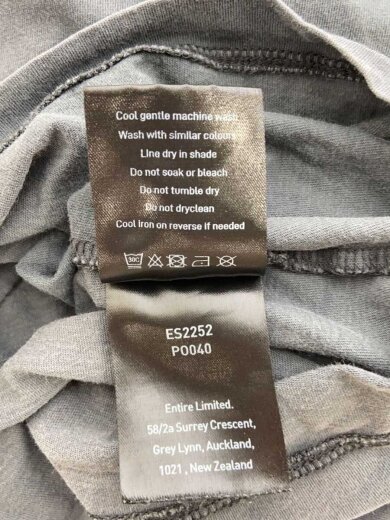 Cool gentle machine wash
Wash with similar colours
Line dry in shade
Do not soak or bleach
Do not tumble dry
Do not dryclean
Cool iron on reverse if needed
30C
ES2252
PO040
Entire Limited.
58/2a Surrey Crescent,
Grey Lynn, Auckland,
1021 , New Zealand